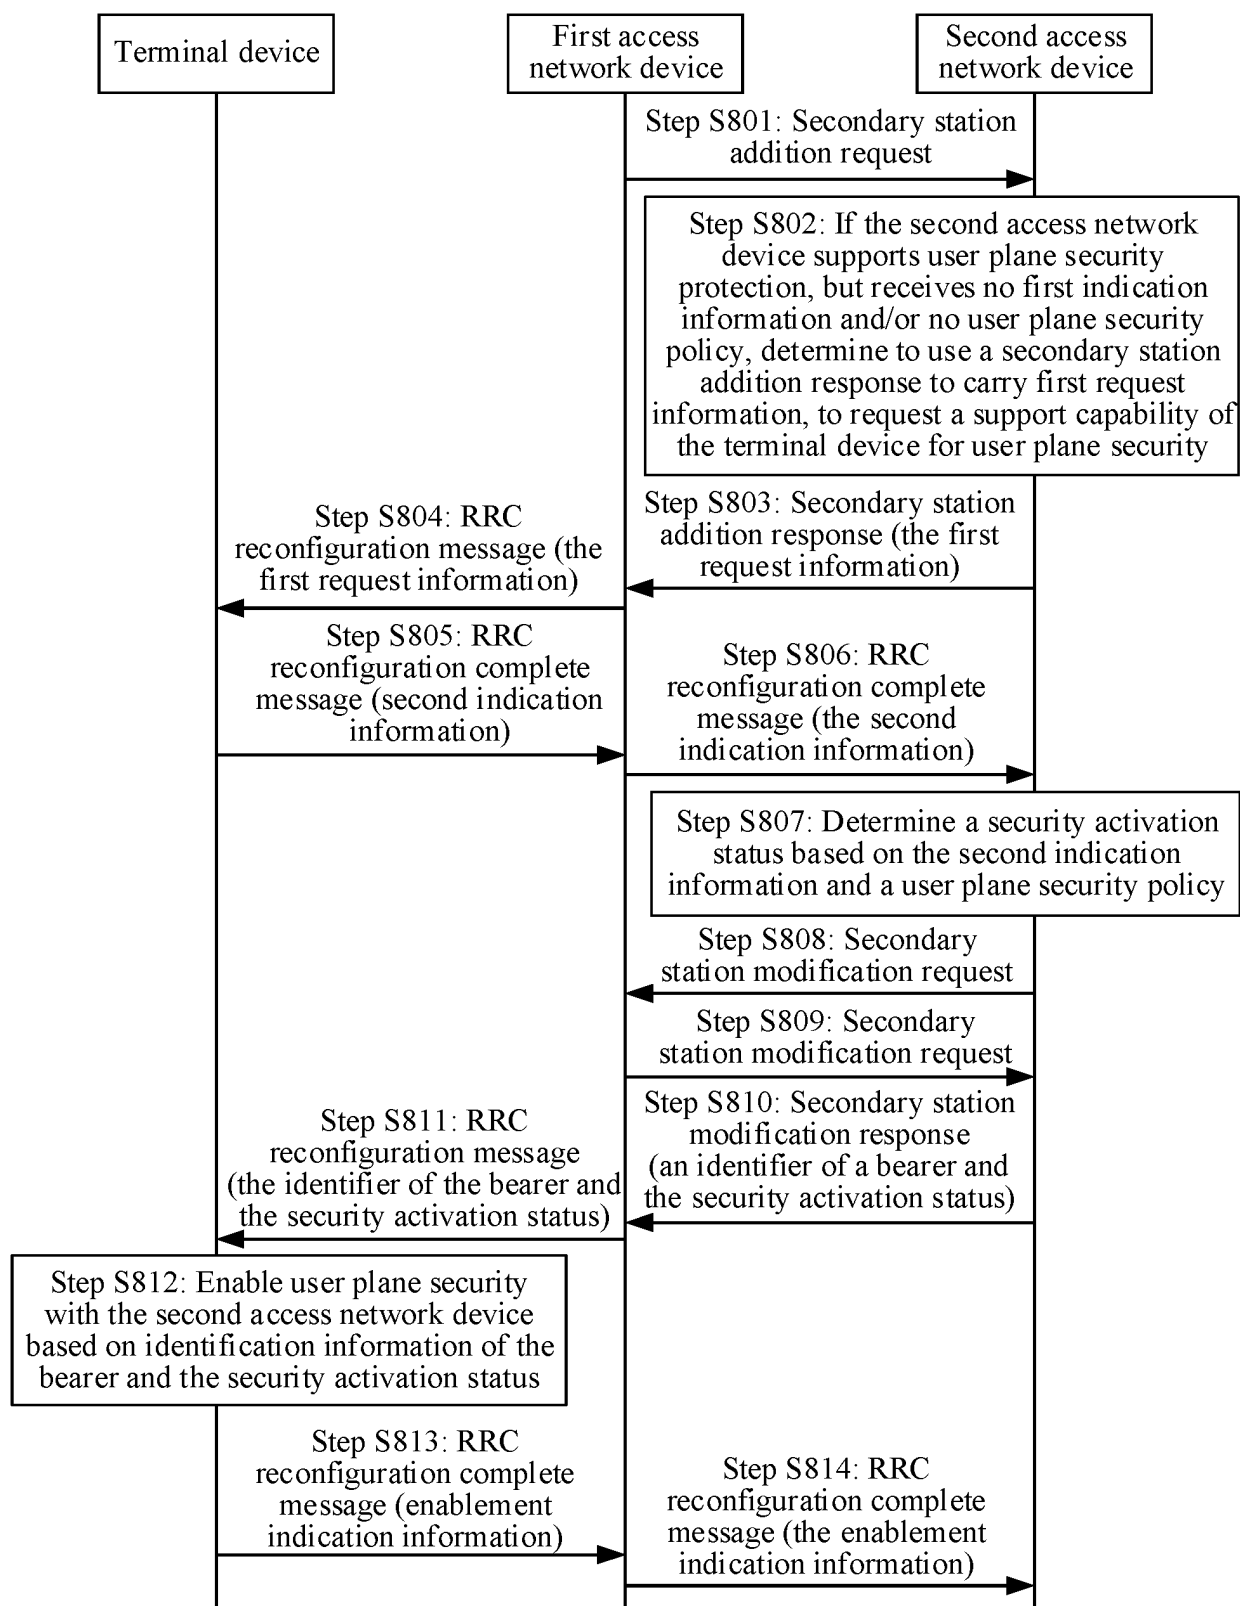 Terminal device
First access
network device
Second access
network device
Step S801: Secondary station
addition request
Step S802: If the second access network
device supports user plane security
protection, but receives no first indication
information and/or no user plane security
policy, determine to use a secondary station
addition response to carry first request
information, to request a support capability of
the terminal device for user plane security
Step S803: Secondary station
addition response (the first
request information)
Step S804: RRC
reconfiguration message (the
first request information)
Step S805: RRC
reconfiguration complete
message (second indication
information)
Step S806: RRC
reconfiguration complete
message (the second
indication information)
Step S807: Determine a security activation
status based on the second indication
information and a user plane security policy
Step S808: Secondary
station modification request
Step S809: Secondary
station modification request
Step S810: Secondary station
modification response
(an identifier of a bearer and
the security activation status)
Step S811: RRC
reconfiguration message
(the identifier of the bearer and
the security activation status)
Step S812: Enable user plane security
with the second access network device
based on identification information of the
bearer and the security activation status
Step S813: RRC
reconfiguration complete
message (enablement
indication information)
Step S814: RRC
reconfiguration complete
message (the enablement
indication information)